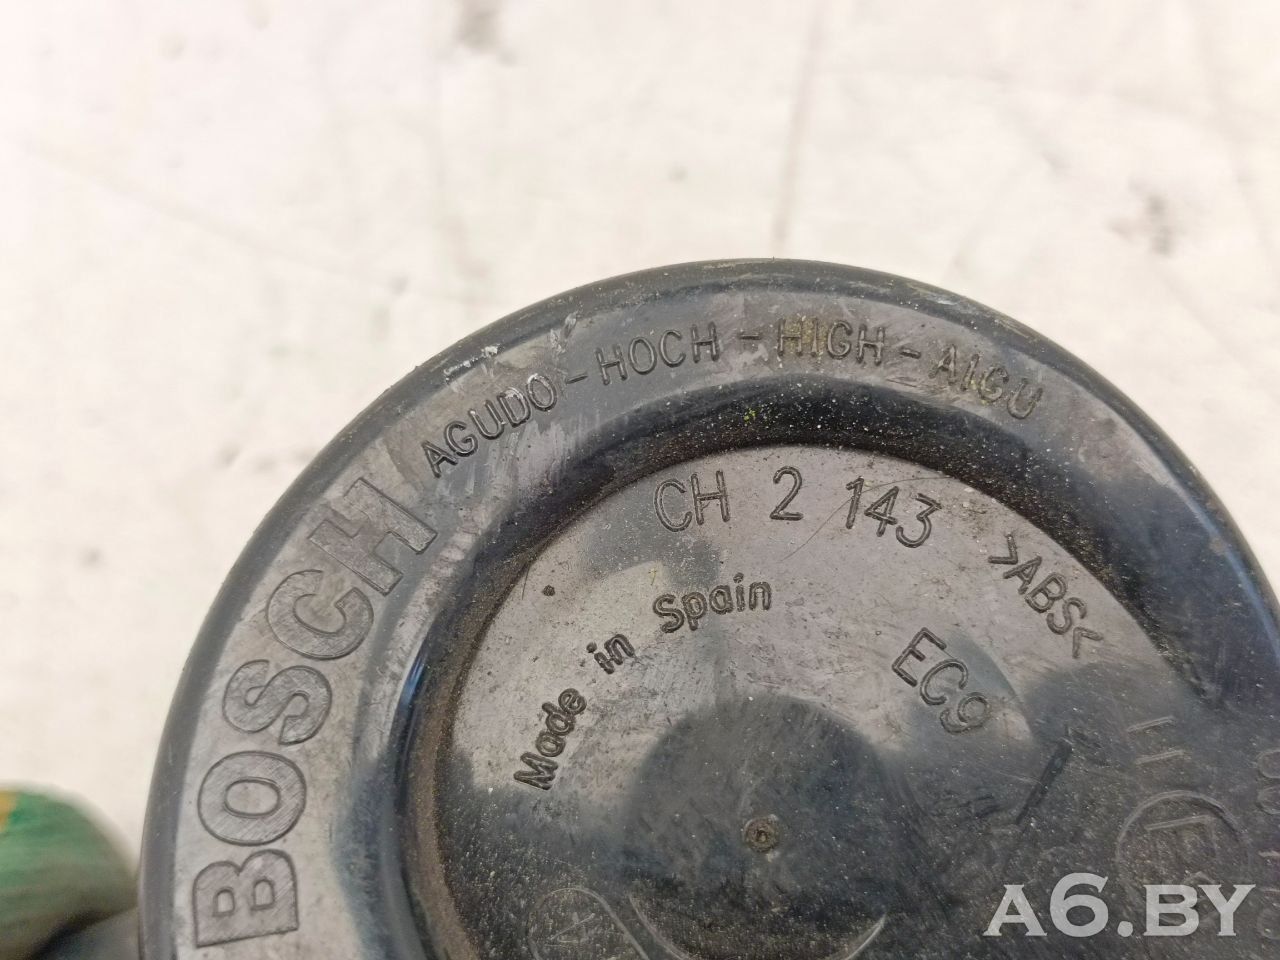 AGUDO - HOCH - HIGH - AIGU
BOSCH
CH 2 143
>ABS<
Made in Spain
EC9
A6.BY